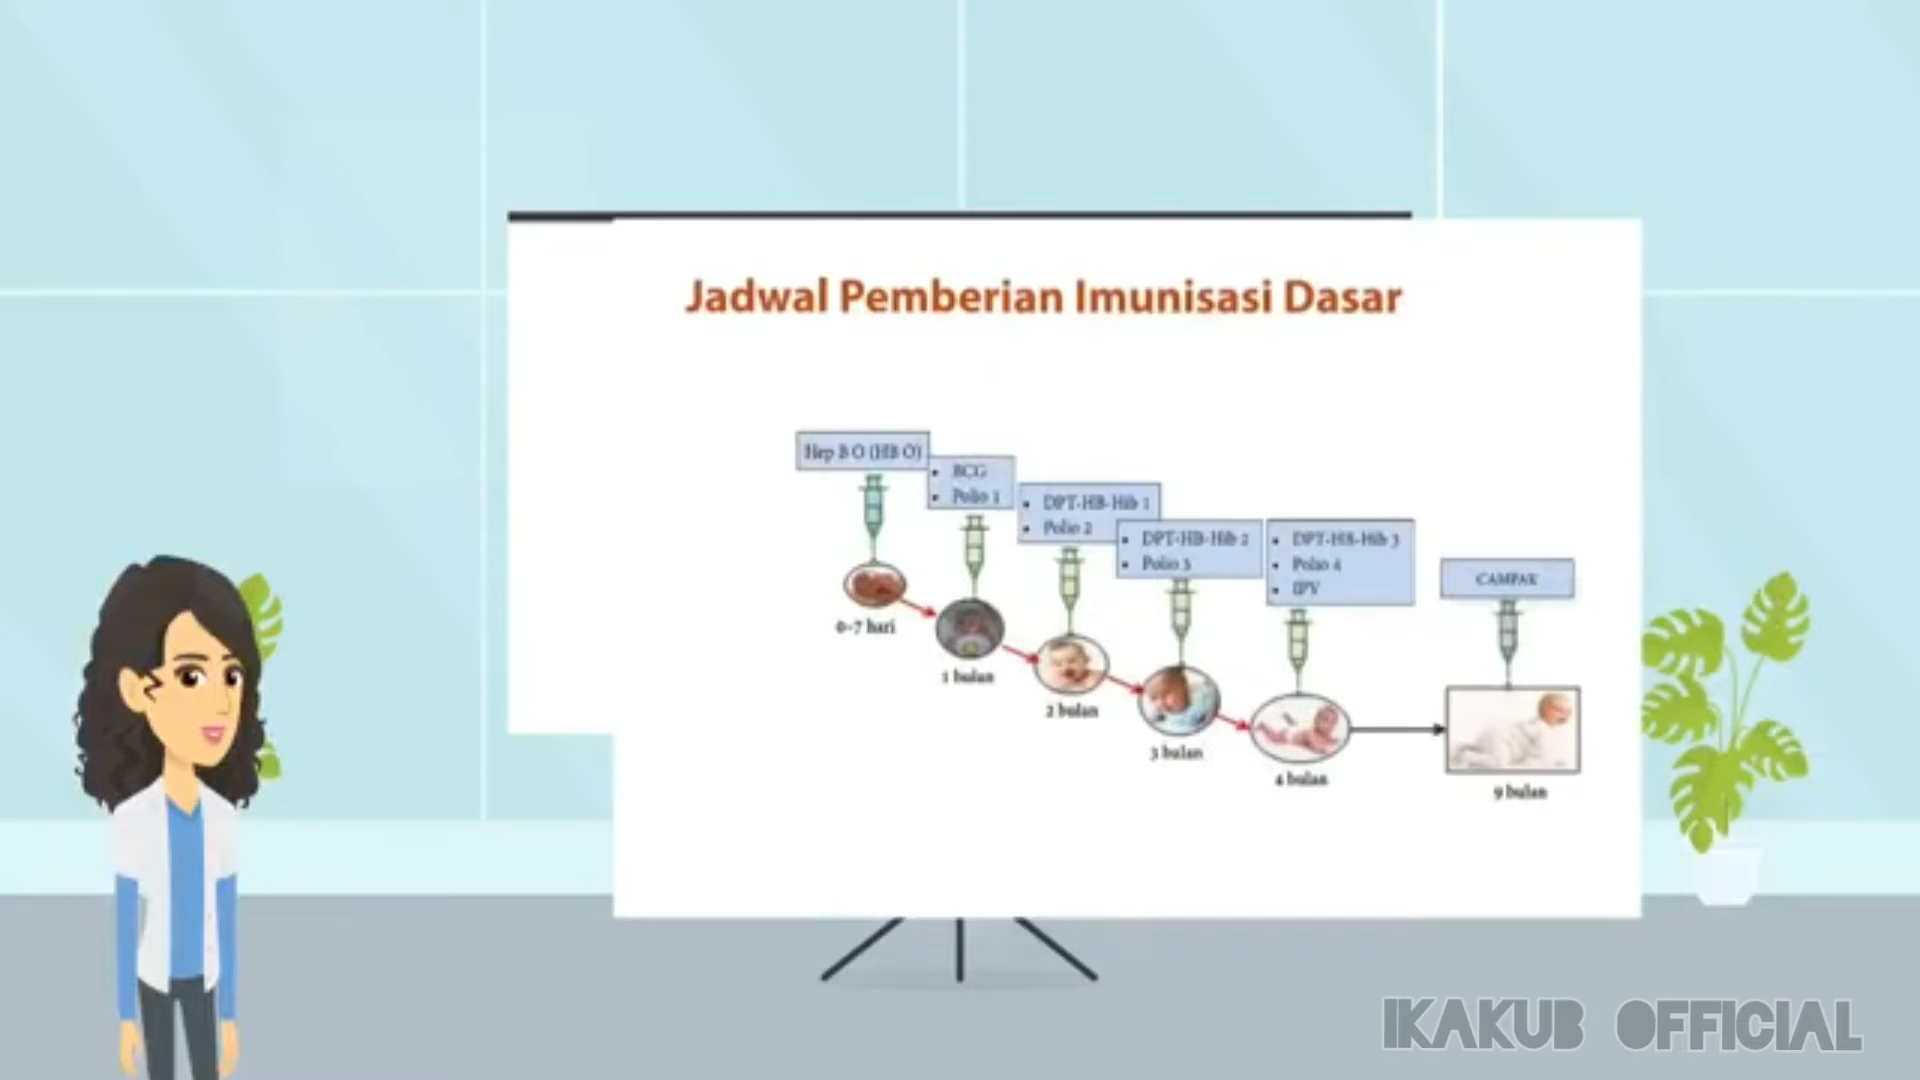 Jadwal Pemberian Imunisasi Dasar
Hep B O (HB O)
• BCG
• Polio 1
• DPT-HB-Hib 1
• Polio 2
• DPT-HB-Hib 2
• Polio 3
• DPT-HB-Hib 3
• Polio 4
• IPV
CAMPAK
0-7 hari
1 bulan
2 bulan
3 bulan
4 bulan
9 bulan
IKAKUB OFFICIAL